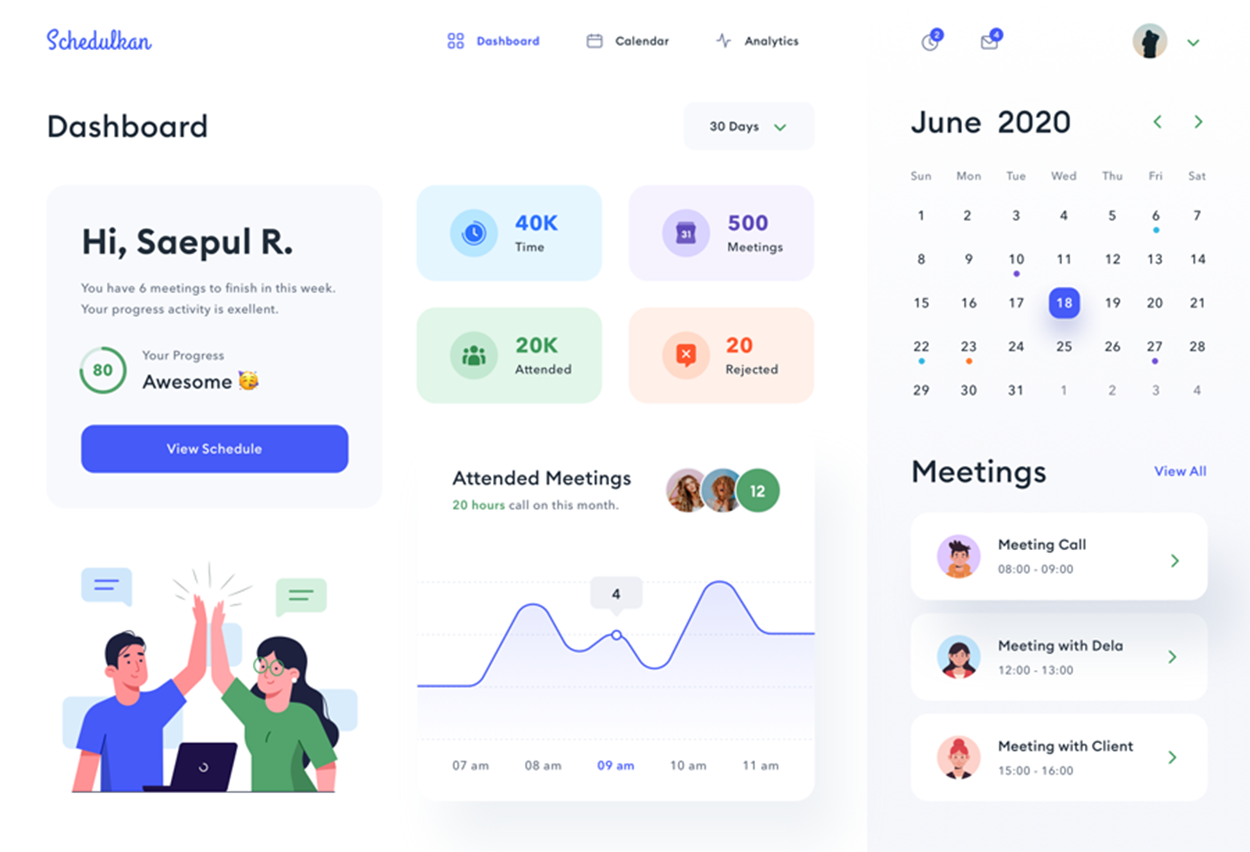 Schedulkan
Dashboard
Calendar
Analytics
2
4
Dashboard
30 Days
Hi, Saepul R.
You have 6 meetings to finish in this week.
Your progress activity is exellent.
80
Your Progress
Awesome 🥳
View Schedule
40K
Time
31
500
Meetings
20K
Attended
20
Rejected
Attended Meetings
20 hours call on this month.
12
4
07 am 08 am 09 am 10 am 11 am
June 2020
Sun Mon Tue Wed Thu Fri Sat
1 2 3 4 5 6 7
8 9 10 11 12 13 14
15 16 17 18 19 20 21
22 23 24 25 26 27 28
29 30 31 1 2 3 4
Meetings
View All
Meeting Call
08:00 - 09:00
Meeting with Dela
12:00 - 13:00
Meeting with Client
15:00 - 16:00